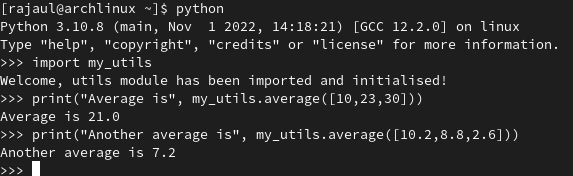 [rajaul@archlinux ~]$ python
Python 3.10.8 (main, Nov  1 2022, 14:18:21) [GCC 12.2.0] on linux
Type "help", "copyright", "credits" or "license" for more information.
>>> import my_utils
Welcome, utils module has been imported and initialised!
>>> print("Average is", my_utils.average([10,23,30]))
Average is 21.0
>>> print("Another average is", my_utils.average([10.2,8.8,2.6]))
Another average is 7.2
>>>